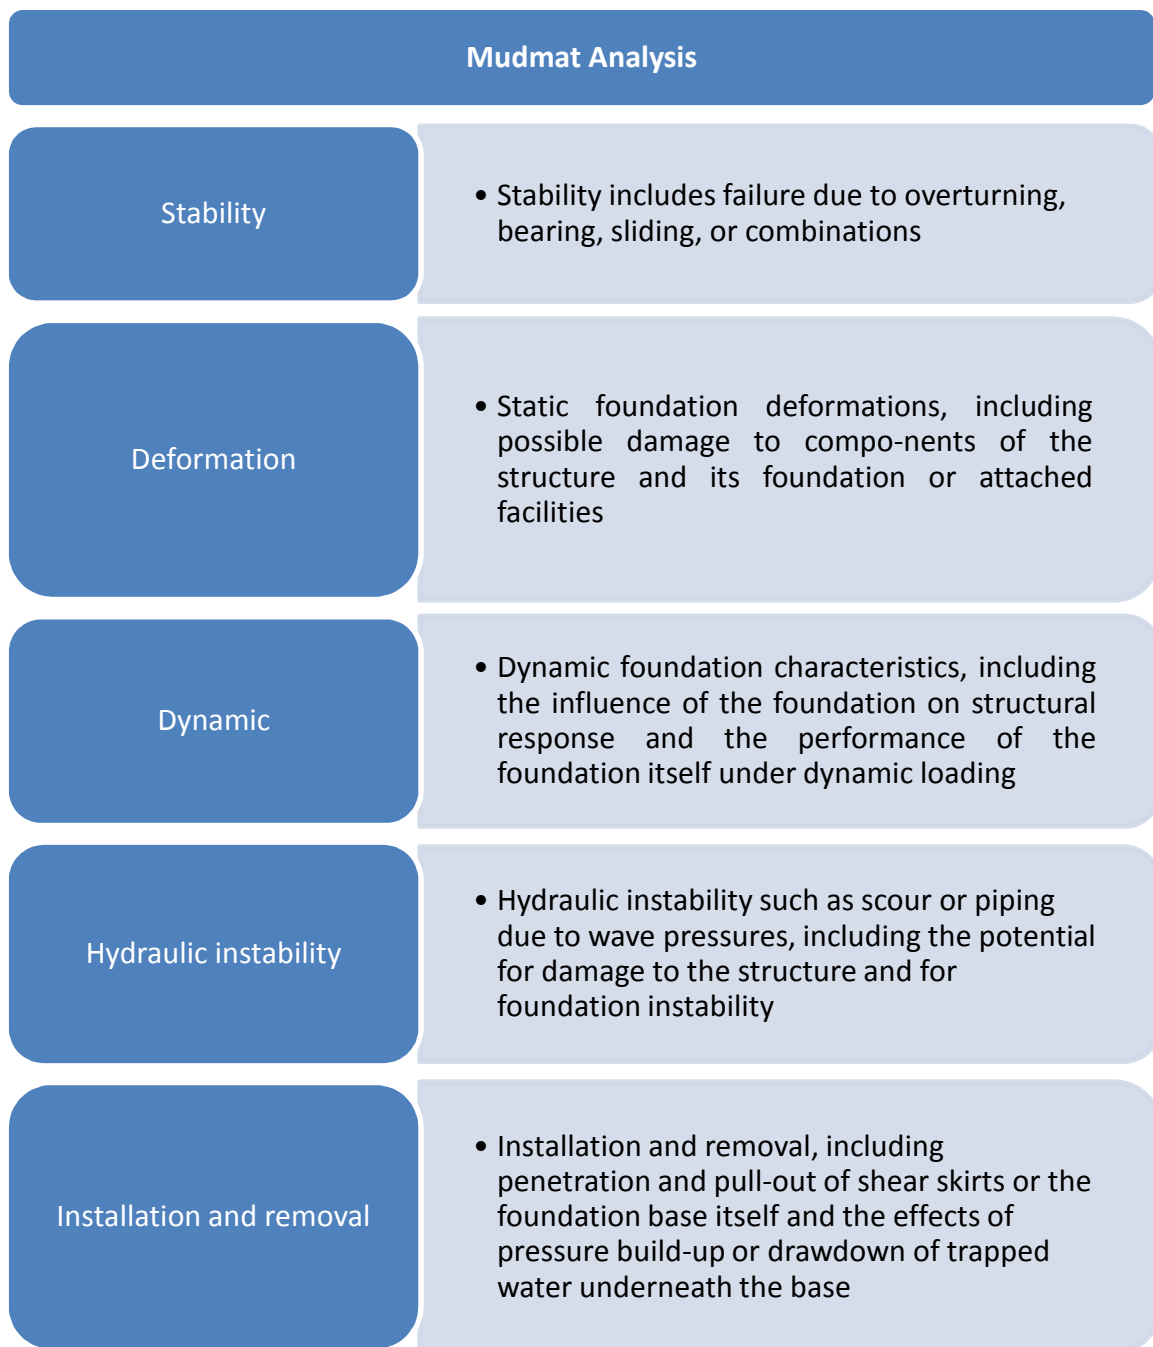 Mudmat Analysis
Stability
• Stability includes failure due to overturning,
bearing, sliding, or combinations
Deformation
• Static foundation deformations, including
possible damage to compo-nents of the
structure and its foundation or attached
facilities
Dynamic
• Dynamic foundation characteristics, including
the influence of the foundation on structural
response and the performance of the
foundation itself under dynamic loading
Hydraulic instability
• Hydraulic instability such as scour or piping
due to wave pressures, including the potential
for damage to the structure and for
foundation instability
Installation and removal
• Installation and removal, including
penetration and pull-out of shear skirts or the
foundation base itself and the effects of
pressure build-up or drawdown of trapped
water underneath the base